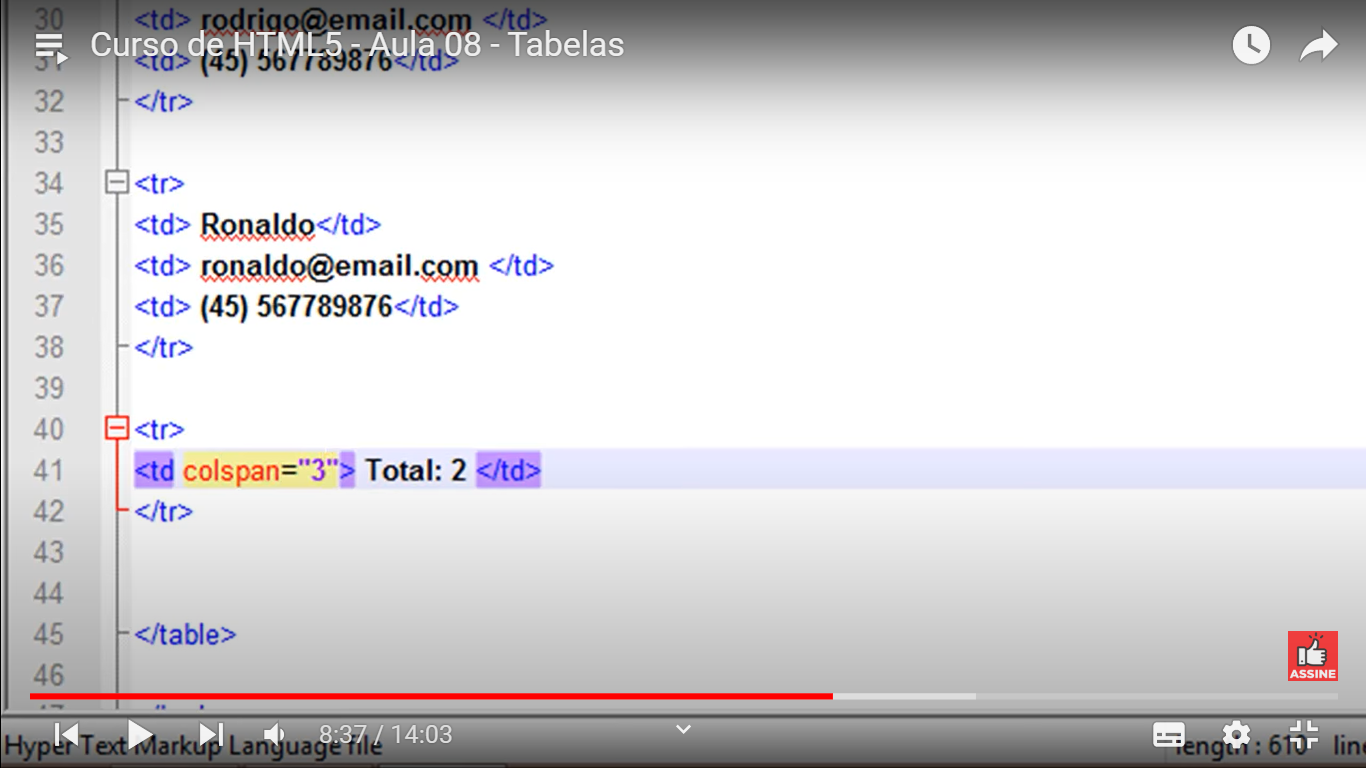 30 <td> rodrigo@email.com </td>
Curso de HTML5 - Aula 08 - Tabelas
31 <td> (45) 567789876</td>
32 </tr>
33
34 <tr>
35 <td> Ronaldo</td>
36 <td> ronaldo@email.com </td>
37 <td> (45) 567789876</td>
38 </tr>
39
40 <tr>
41 <td colspan="3"> Total: 2 </td>
42 </tr>
43
44
45 </table>
46
ASSINE
8:37 / 14:03
Hyper Text Markup Language file
length : 610 line